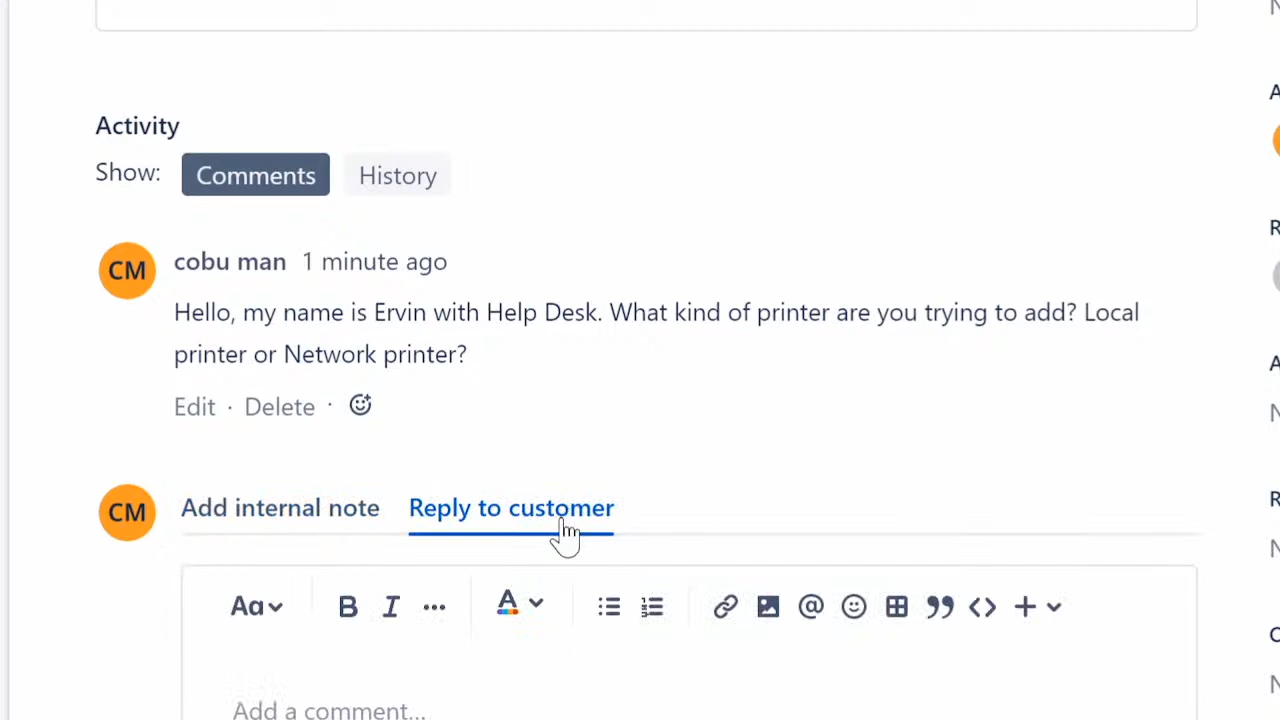 Activity
Show: Comments History
CM cobu man 1 minute ago
Hello, my name is Ervin with Help Desk. What kind of printer are you trying to add? Local
printer or Network printer?
Edit · Delete ·
CM Add internal note Reply to customer
Aa B I ... A
Add a comment...